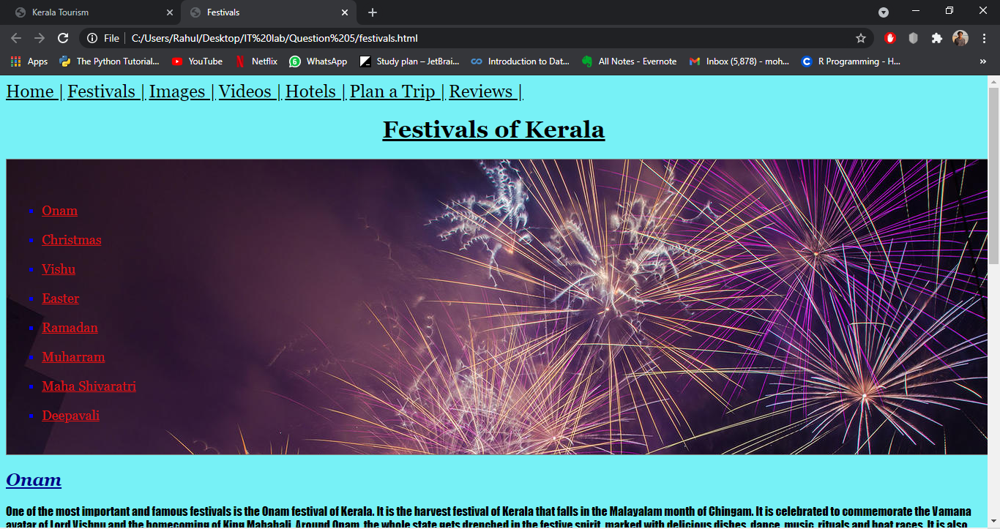 Kerala Tourism
Festivals
File | C:/Users/Rahul/Desktop/IT%20lab/Question%205/festivals.html
Apps The Python Tutorial... YouTube Netflix WhatsApp Study plan – JetBrai... Introduction to Dat... All Notes - Evernote Inbox (5,878) - moh... R Programming - H... »
Home | Festivals | Images | Videos | Hotels | Plan a Trip | Reviews |
Festivals of Kerala
Onam
Christmas
Vishu
Easter
Ramadan
Muharram
Maha Shivaratri
Deepavali
Onam
One of the most important and famous festivals is the Onam festival of Kerala. It is the harvest festival of Kerala that falls in the Malayalam month of Chingam. It is celebrated to commemorate the Vamana
avatar of Lord Vishnu and the homecoming of King Mahabali. Around Onam, the whole state gets drenched in the festive spirit, marked with delicious dishes, dance, music, rituals and boat races. It is also